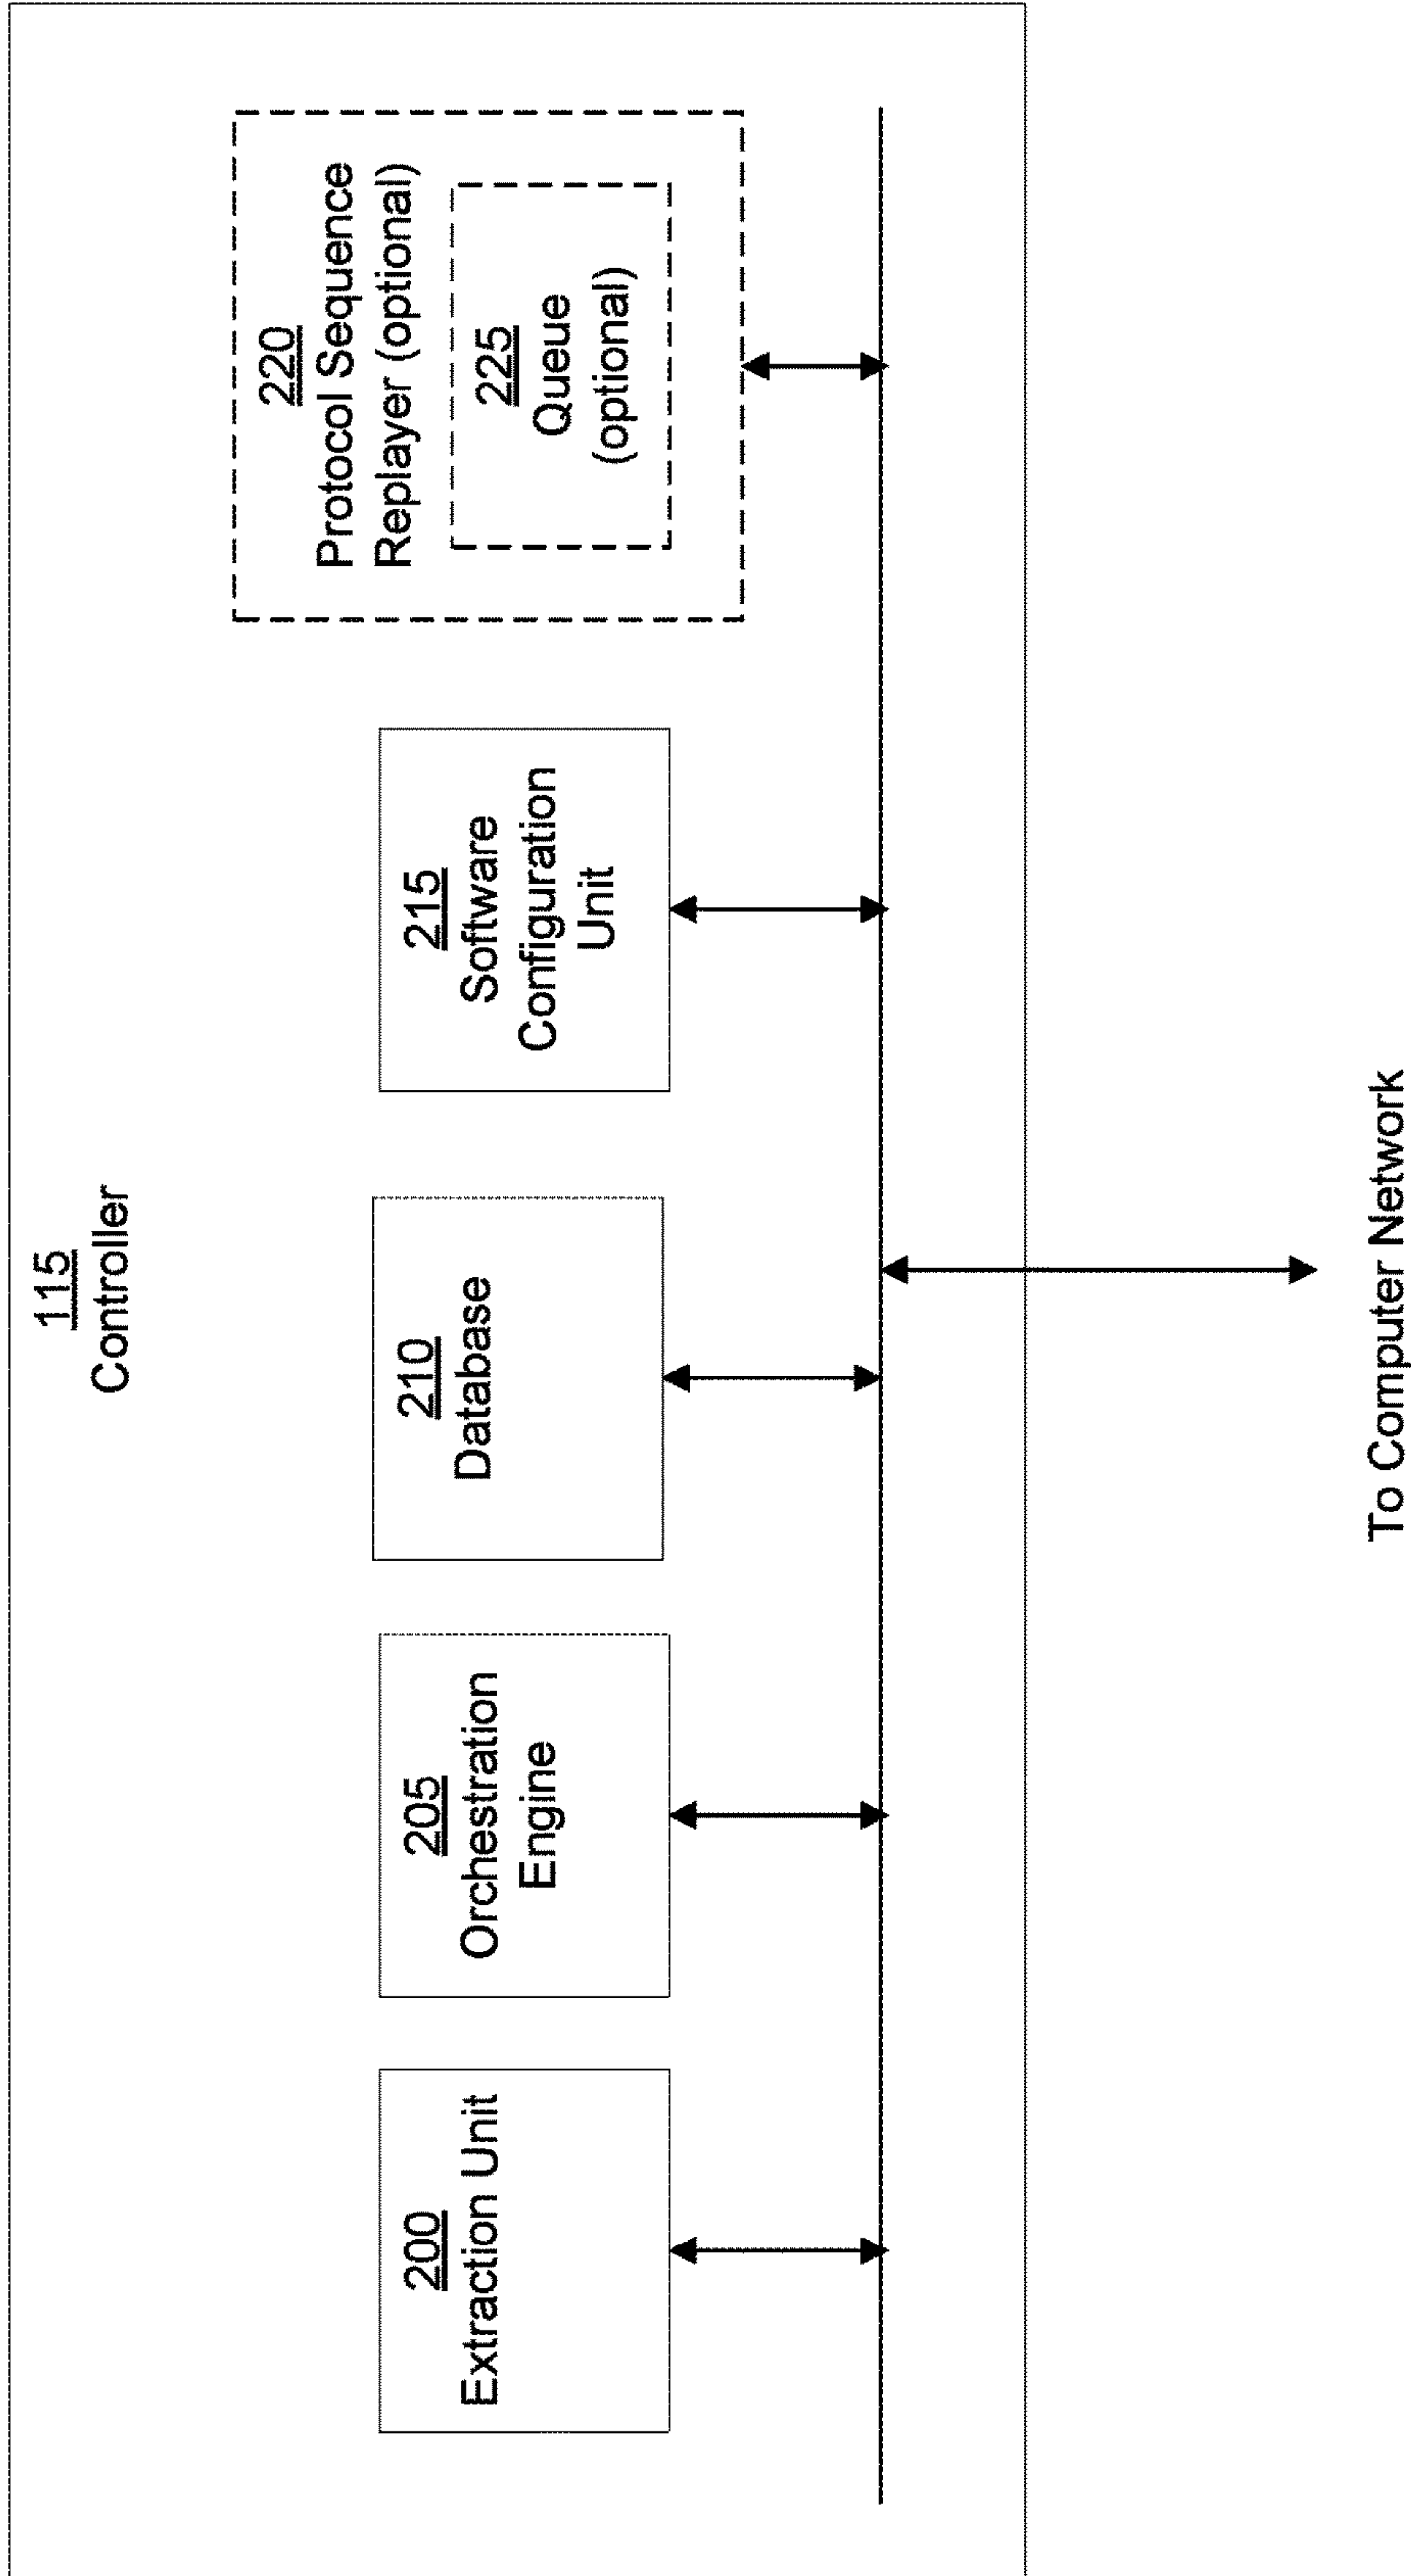 115
Controller
200
Extraction Unit
205
Orchestration
Engine
210
Database
215
Software
Configuration
Unit
220
Protocol Sequence
Replayer (optional)
225
Queue
(optional)
To Computer Network